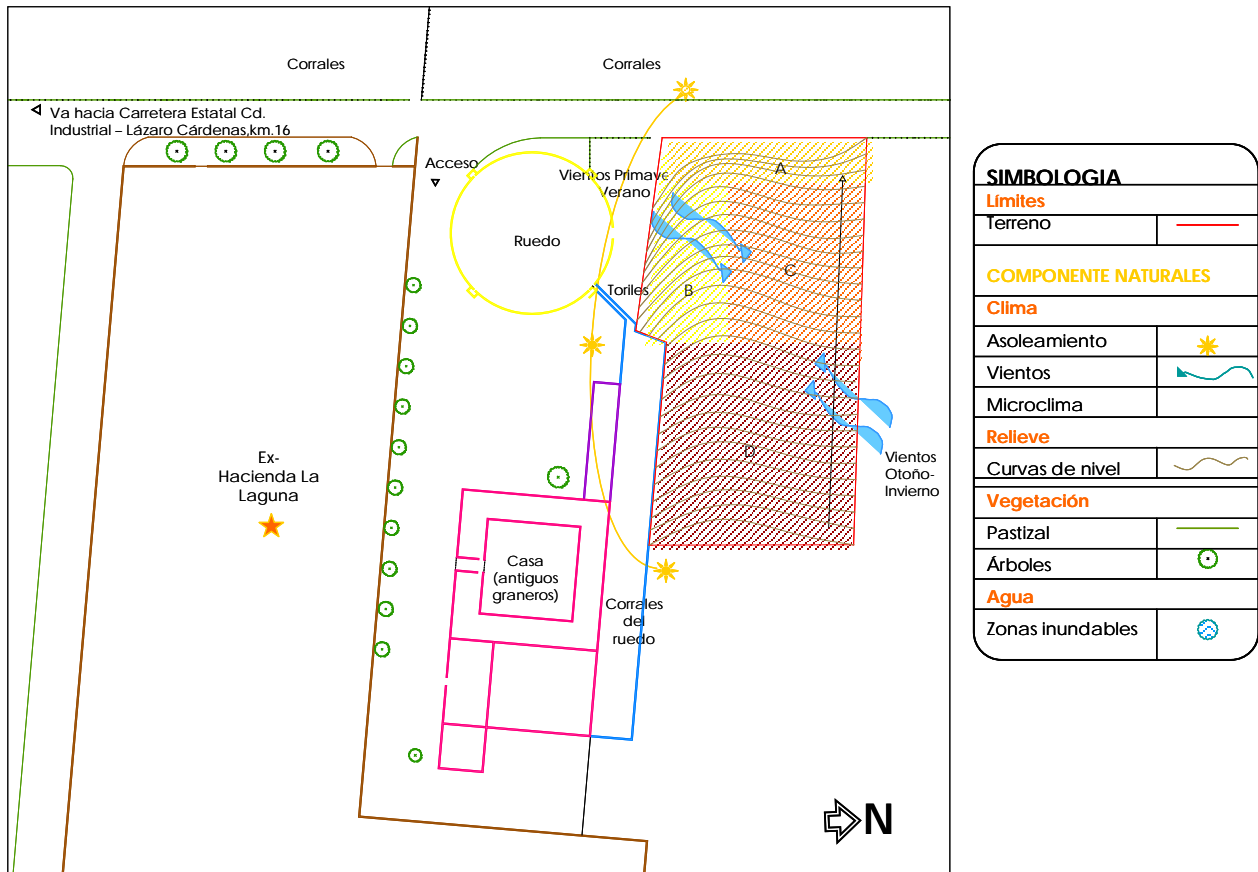 Corrales
Corrales
Va hacia Carretera Estatal Cd.
Industrial – Lázaro Cárdenas,km.16
Acceso
Vientos Primave
Verano
A
Ruedo
C
Toriles
B
D
Ex-
Hacienda La
Laguna
Vientos
Otoño-
Invierno
Casa
(antiguos
graneros)
Corrales
del
ruedo
N
SIMBOLOGIA
Límites
Terreno
COMPONENTE NATURALES
Clima
Asoleamiento
Vientos
Microclima
Relieve
Curvas de nivel
Vegetación
Pastizal
Árboles
Agua
Zonas inundables